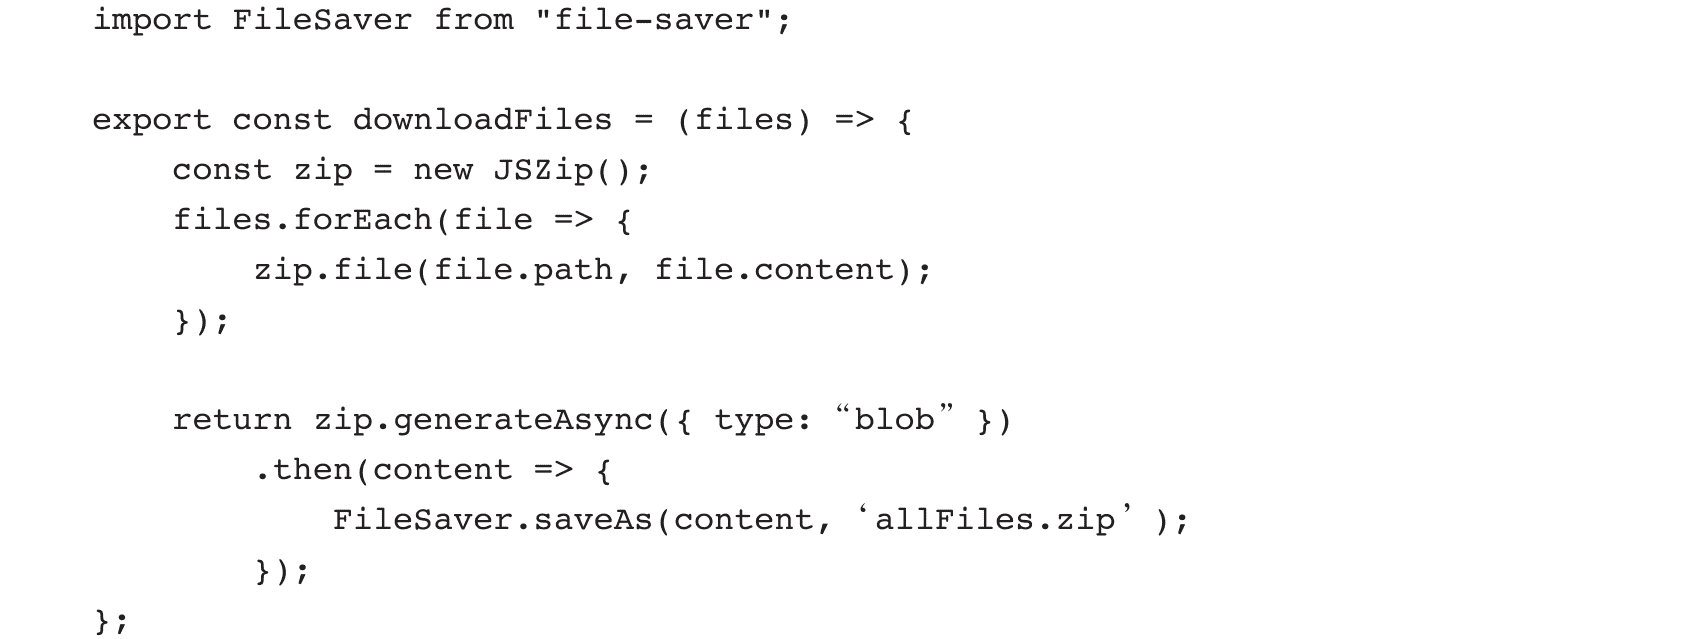 import FileSaver from "file-saver";
export const downloadFiles = (files) => {
    const zip = new JSZip();
    files.forEach(file => {
        zip.file(file.path, file.content);
    });
    return zip.generateAsync({ type: “blob” })
        .then(content => {
            FileSaver.saveAs(content, ‘allFiles.zip’ );
        });
};